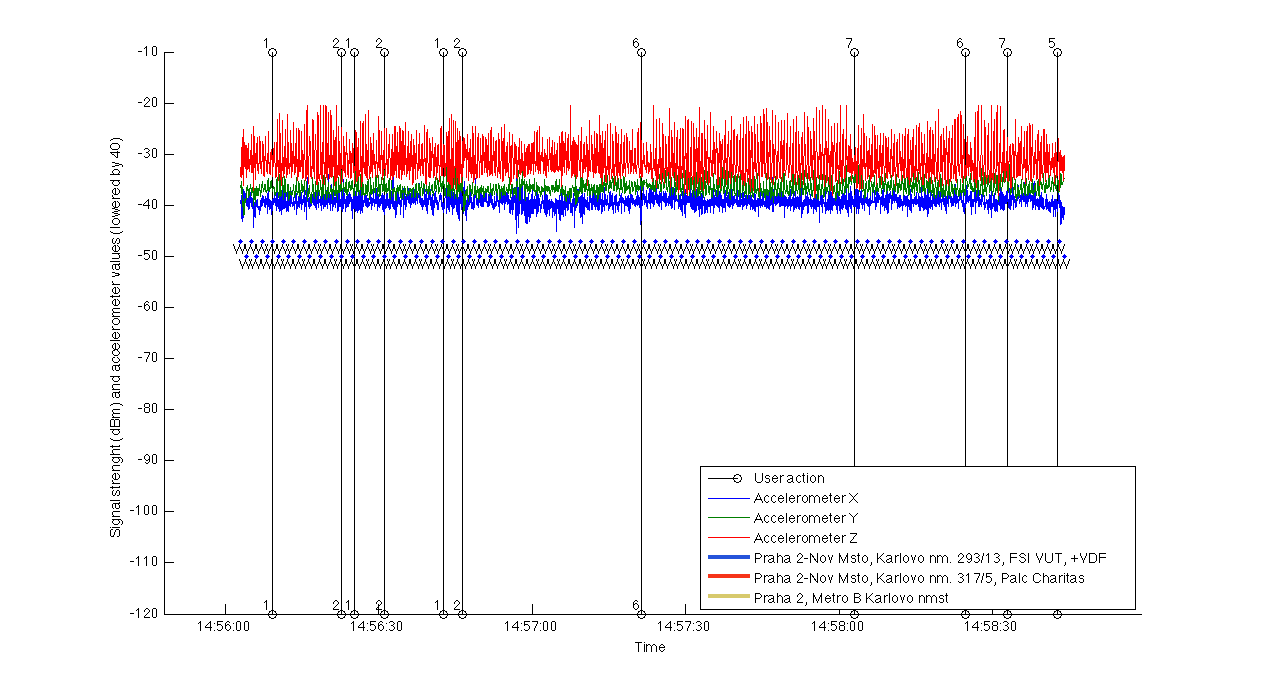 1 2 1 2 1 2 6 7 6 7 5
-10
-20
-30
-40
-50
-60
-70
-80
-90
-100
-110
-120
Signal strenght (dBm) and accelerometer values (lowered by 40)
User action
Accelerometer X
Accelerometer Y
Accelerometer Z
Praha 2-Nov Msto, Karlovo nm. 293/13, FSI VUT, +VDF
Praha 2-Nov Msto, Karlovo nm. 317/5, Palc Charitas
Praha 2, Metro B Karlovo nmst
1 2 1 2 1 2 6
14:56:00 14:56:30 14:57:00 14:57:30 14:58:00 14:58:30
Time